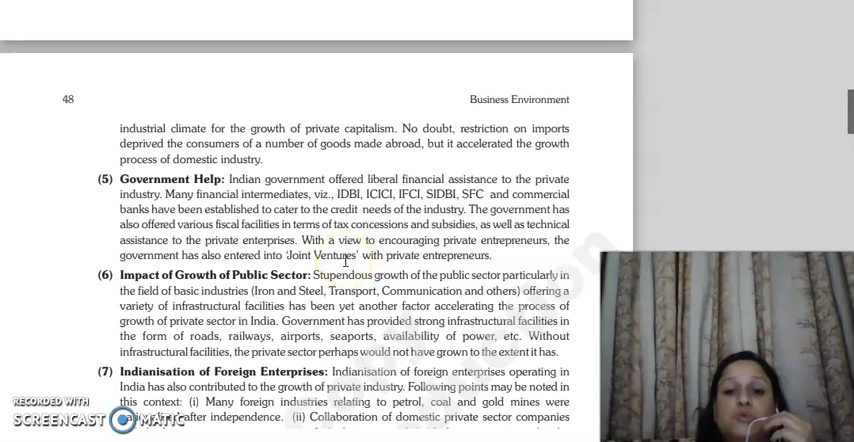 48
Business Environment
industrial climate for the growth of private capitalism. No doubt, restriction on imports
deprived the consumers of a number of goods made abroad, but it accelerated the growth
process of domestic industry.
(5) Government Help: Indian government offered liberal financial assistance to the private
industry. Many financial intermediates, viz., IDBI, ICICI, IFCI, SIDBI, SFC and commercial
banks have been established to cater to the credit needs of the industry. The government has
also offered various fiscal facilities in terms of tax concessions and subsidies, as well as technical
assistance to the private enterprises. With a view to encouraging private entrepreneurs, the
government has also entered into 'Joint Ventures' with private entrepreneurs.
(6) Impact of Growth of Public Sector: Stupendous growth of the public sector particularly in
the field of basic industries (Iron and Steel, Transport, Communication and others) offering a
variety of infrastructural facilities has been yet another factor accelerating the process of
growth of private sector in India. Government has provided strong infrastructural facilities in
the form of roads, railways, airports, seaports, availability of power, etc. Without
infrastructural facilities, the private sector perhaps would not have grown to the extent it has.
(7) Indianisation of Foreign Enterprises: Indianisation of foreign enterprises operating in
India has also contributed to the growth of private industry. Following points may be noted in
this context: (i) Many foreign industries relating to petrol, coal and gold mines were
after independence. (ii) Collaboration of domestic private sector companies
RECORDED WITH
SCREENCAST MATIC